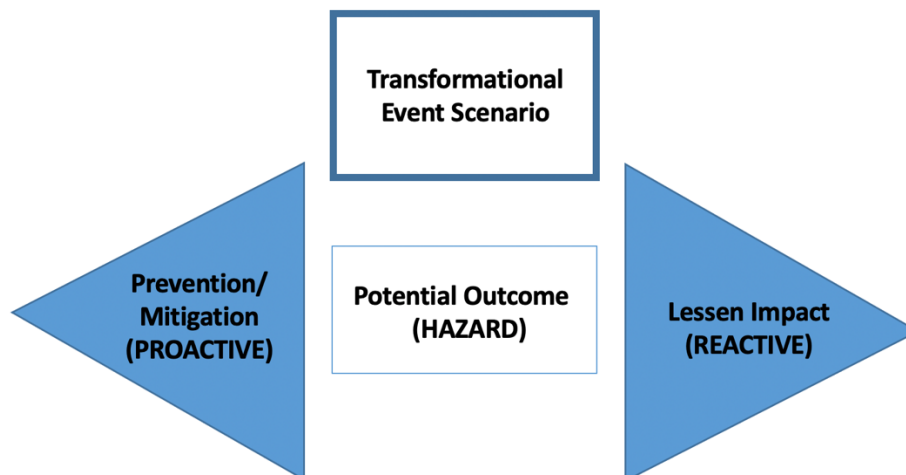 Transformational
Event Scenario
Prevention/
Mitigation
(PROACTIVE)
Potential Outcome
(HAZARD)
Lessen Impact
(REACTIVE)